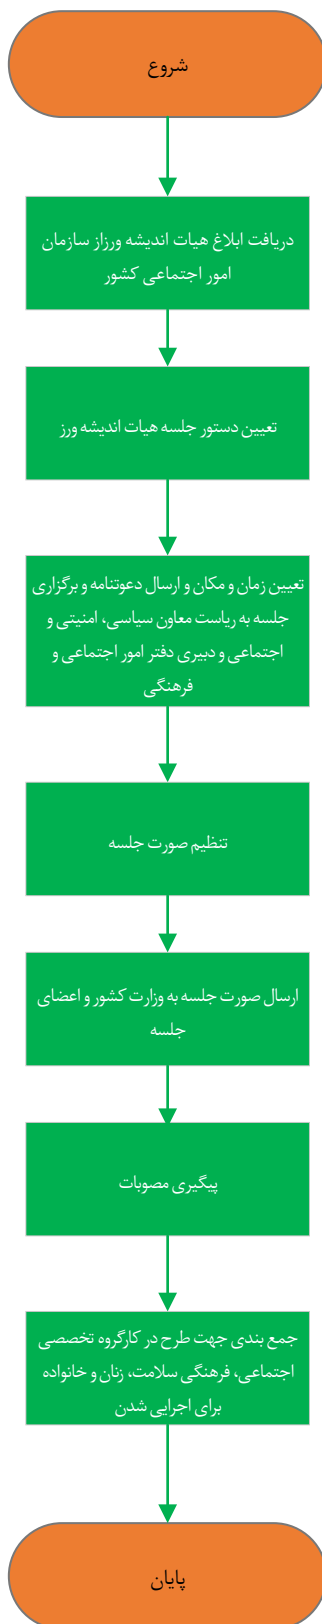 شروع
دریافت ابلاغ هیات اندیشه ورزاز سازمان
امور اجتماعی کشور
تعیین دستور جلسه هیات اندیشه ورز
تعیین زمان و مکان و ارسال دعوتنامه و برگزاری
جلسه به ریاست معاون سیاسی، امنیتی و
اجتماعی و دبیری دفتر امور اجتماعی و
فرهنگی
تنظیم صورت جلسه
ارسال صورت جلسه به وزارت کشور و اعضای
جلسه
پیگیری مصوبات
جمع بندی جهت طرح در کارگروه تخصصی
اجتماعی، فرهنگی سلامت، زنان و خانواده
برای اجرایی شدن
پایان